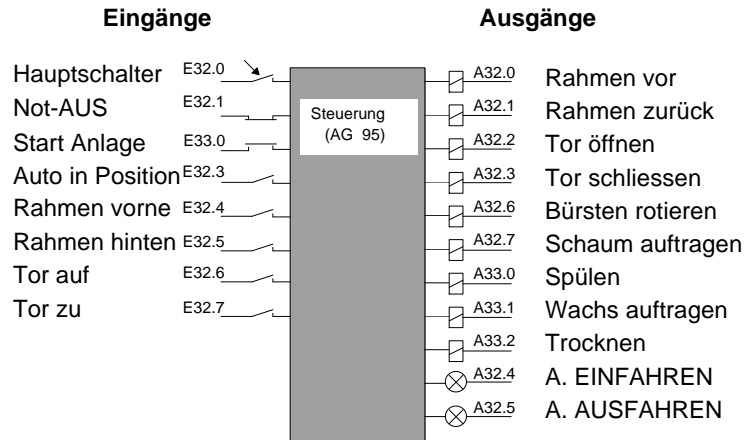 Eingänge Ausgänge
Hauptschalter E32.0 A32.0 Rahmen vor
Not-AUS E32.1 A32.1 Rahmen zurück
Steuerung
(AG 95)
Start Anlage E33.0 A32.2 Tor öffnen
Auto in Position E32.3 A32.3 Tor schliessen
Rahmen vorne E32.4 A32.6 Bürsten rotieren
Rahmen hinten E32.5 A32.7 Schaum auftragen
Tor auf E32.6 A33.0 Spülen
Tor zu E32.7 A33.1 Wachs auftragen
A33.2 Trocknen
A32.4 A. EINFAHREN
A32.5 A. AUSFAHREN